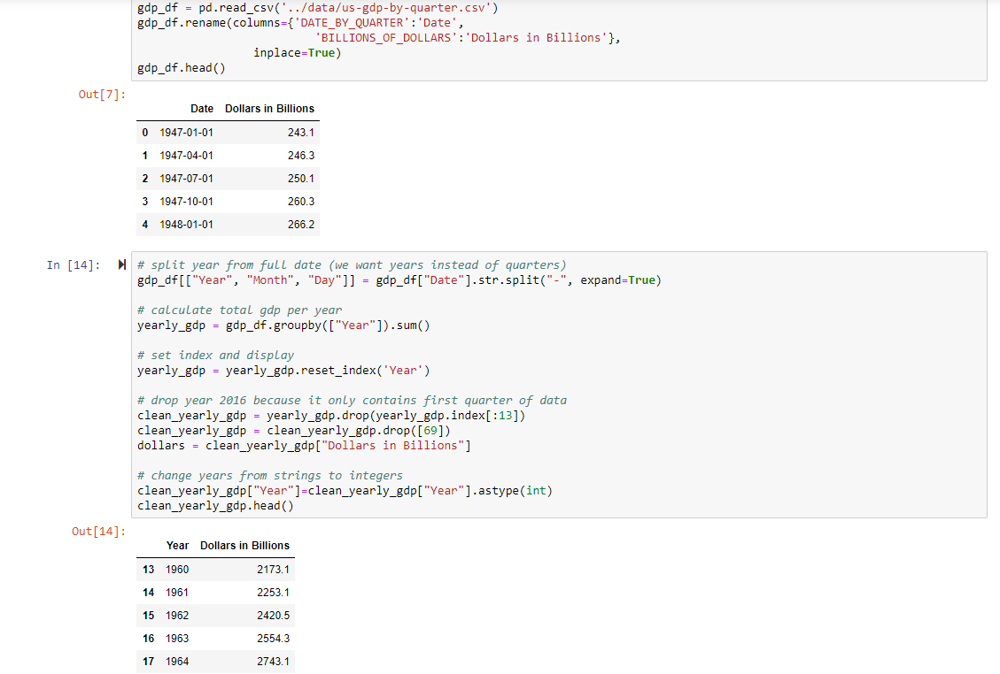 gdp_df = pd.read_csv('../data/us-gdp-by-quarter.csv')
gdp_df.rename(columns={'DATE_BY_QUARTER':'Date',
'BILLIONS_OF_DOLLARS':'Dollars in Billions'},
inplace=True)
gdp_df.head()
Out[7]:
Date Dollars in Billions
0 1947-01-01 243.1
1 1947-04-01 246.3
2 1947-07-01 250.1
3 1947-10-01 260.3
4 1948-01-01 266.2
In [14]:
# split year from full date (we want years instead of quarters)
gdp_df[["Year", "Month", "Day"]] = gdp_df["Date"].str.split("-", expand=True)
# calculate total gdp per year
yearly_gdp = gdp_df.groupby(["Year"]).sum()
# set index and display
yearly_gdp = yearly_gdp.reset_index('Year')
# drop year 2016 because it only contains first quarter of data
clean_yearly_gdp = yearly_gdp.drop(yearly_gdp.index[:13])
clean_yearly_gdp = clean_yearly_gdp.drop([69])
dollars = clean_yearly_gdp["Dollars in Billions"]
# change years from strings to integers
clean_yearly_gdp["Year"]=clean_yearly_gdp["Year"].astype(int)
clean_yearly_gdp.head()
Out[14]:
Year Dollars in Billions
13 1960 2173.1
14 1961 2253.1
15 1962 2420.5
16 1963 2554.3
17 1964 2743.1